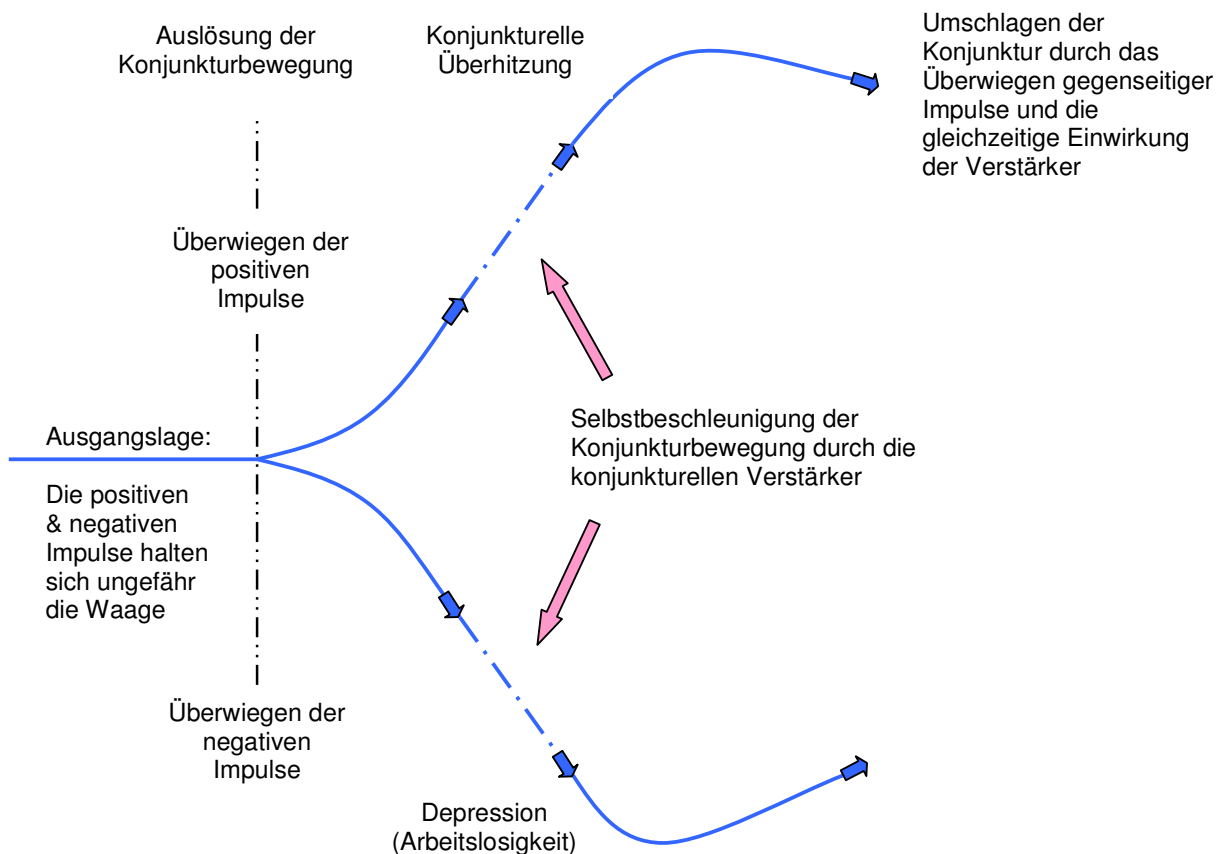 Auslösung der
Konjunkturbewegung
Konjunkturelle
Überhitzung
Umschlagen der
Konjunktur durch das
Überwiegen gegenseitiger
Impulse und die
gleichzeitige Einwirkung
der Verstärker
Überwiegen der
positiven
Impulse
Ausgangslage:
Die positiven
& negativen
Impulse halten
sich ungefähr
die Waage
Selbstbeschleunigung der
Konjunkturbewegung durch die
konjunkturellen Verstärker
Überwiegen der
negativen
Impulse
Depression
(Arbeitslosigkeit)